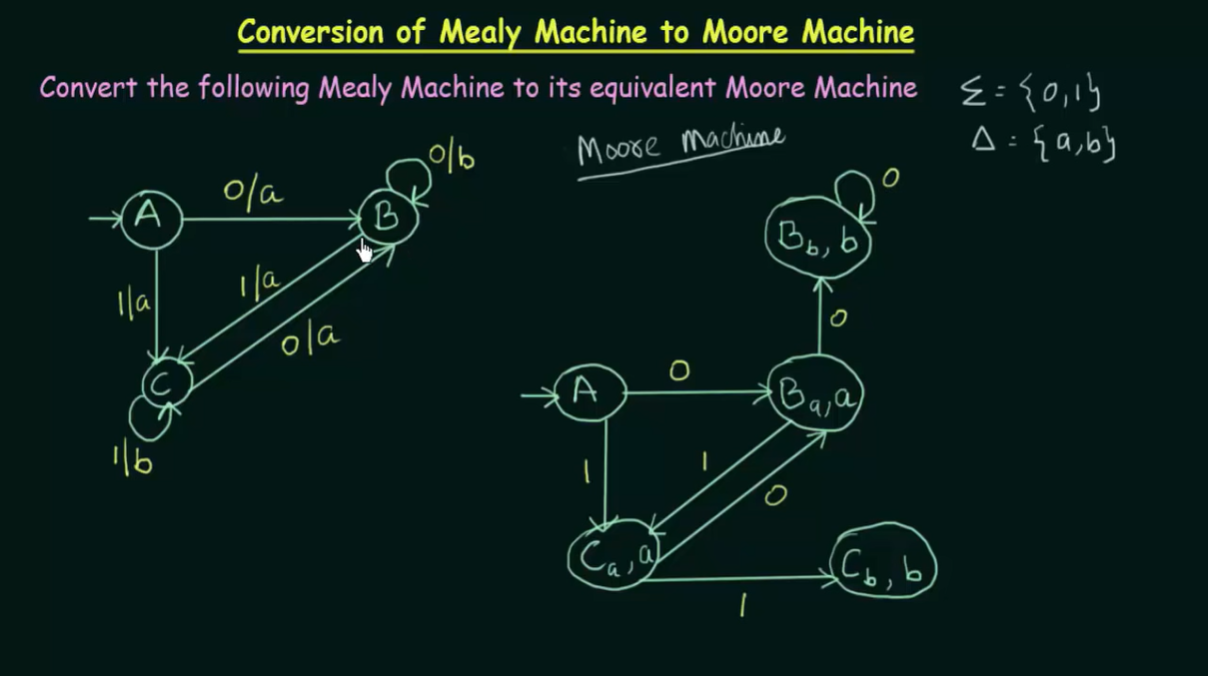 Conversion of Mealy Machine to Moore Machine
Convert the following Mealy Machine to its equivalent Moore Machine
Σ = {0,1}
Δ = {a,b}
Moore Machine
0/b
0/a
A
B
1/a
1/a
0/a
C
1/b
0
B_b, b
0
A
0
B_a, a
1
1
0
C_a, a
C_b, b
1